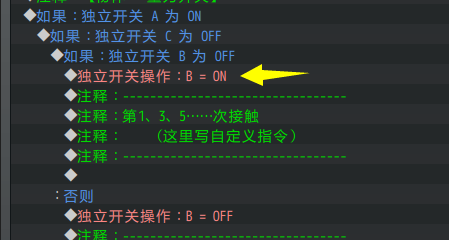 ◆如果：独立开关 A 为 ON
◆如果：独立开关 C 为 OFF
◆如果：独立开关 B 为 OFF
◆独立开关操作：B = ON
◆注释：---------------------------------
◆注释：第1、3、5……次接触
◆注释：　　（这里写自定义指令）
◆注释：---------------------------------
◆
：否则
◆独立开关操作：B = OFF
◆注释：---------------------------------